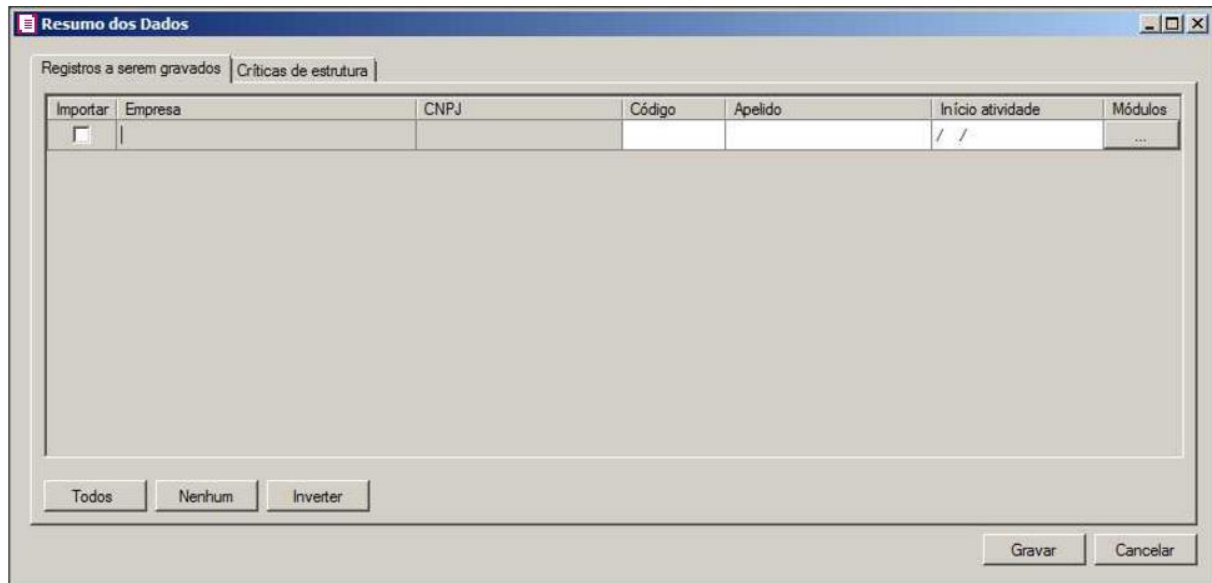 Resumo dos Dados
Registros a serem gravados Críticas de estrutura
Importar Empresa CNPJ Código Apelido Início atividade Módulos
/ / ...
Todos Nenhum Inverter
Gravar Cancelar